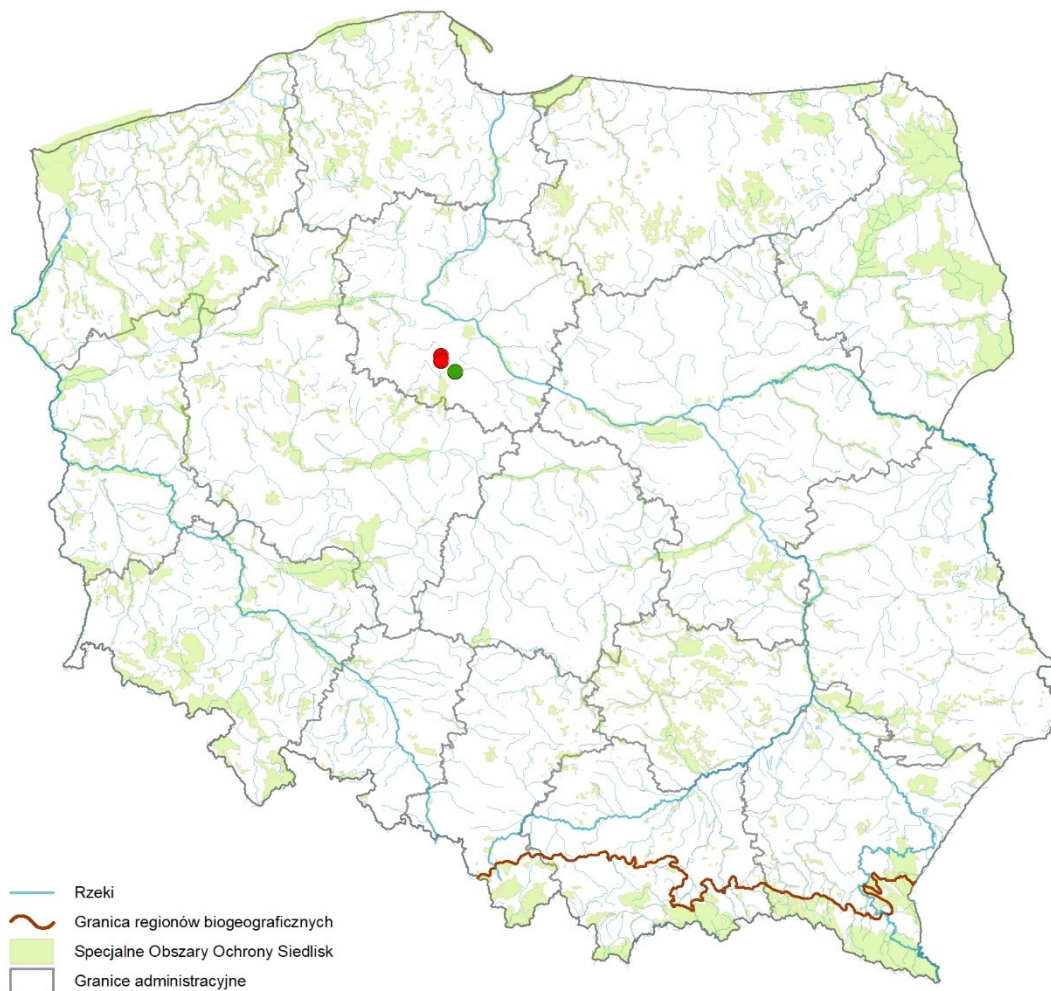 Rzeki
Granica regionów biogeograficznych
Specjalne Obszary Ochrony Siedlisk
Granice administracyjne